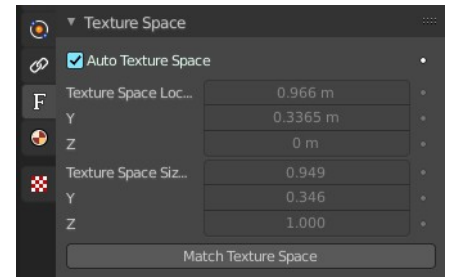 Texture Space
Auto Texture Space
Texture Space Loc... 0.966 m
Y 0.3365 m
Z 0 m
Texture Space Siz... 0.949
Y 0.346
Z 1.000
Match Texture Space
F